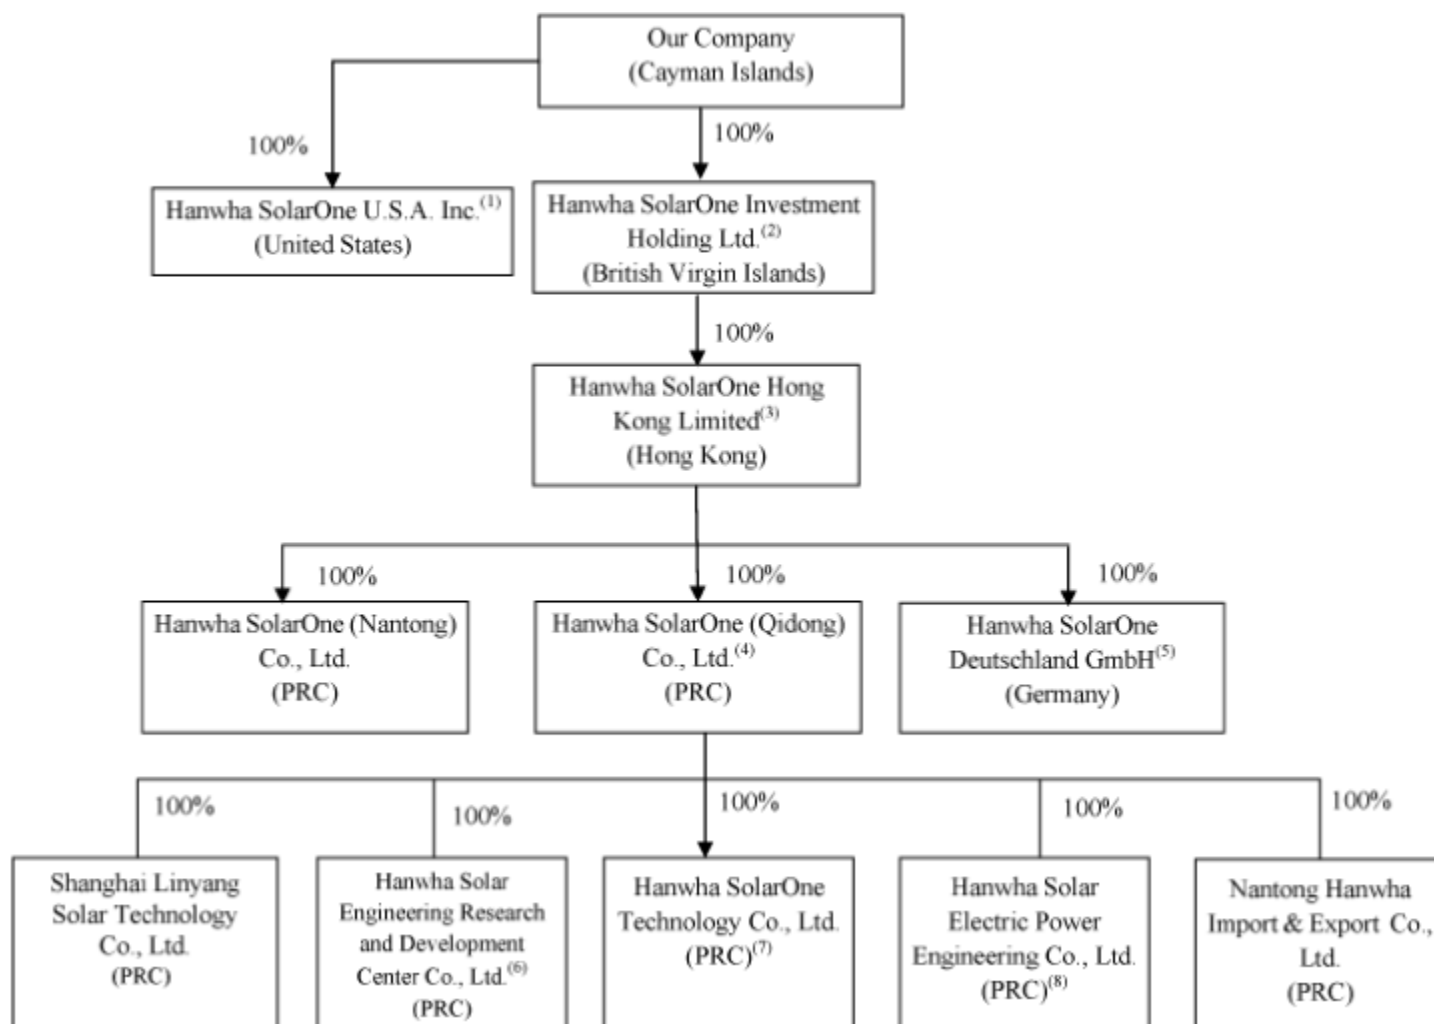 Our Company
(Cayman Islands)
100%
100%
Hanwha SolarOne U.S.A. Inc.(1)
(United States)
Hanwha SolarOne Investment
Holding Ltd.(2)
(British Virgin Islands)
100%
Hanwha SolarOne Hong
Kong Limited(3)
(Hong Kong)
100%
100%
100%
Hanwha SolarOne (Nantong)
Co., Ltd.
(PRC)
Hanwha SolarOne (Qidong)
Co., Ltd.(4)
(PRC)
Hanwha SolarOne
Deutschland GmbH(5)
(Germany)
100%
100%
100%
100%
100%
Shanghai Linyang
Solar Technology
Co., Ltd.
(PRC)
Hanwha Solar
Engineering Research
and Development
Center Co., Ltd.(6)
(PRC)
Hanwha SolarOne
Technology Co., Ltd.
(PRC)(7)
Hanwha Solar
Electric Power
Engineering Co., Ltd.
(PRC)(8)
Nantong Hanwha
Import & Export Co.,
Ltd.
(PRC)